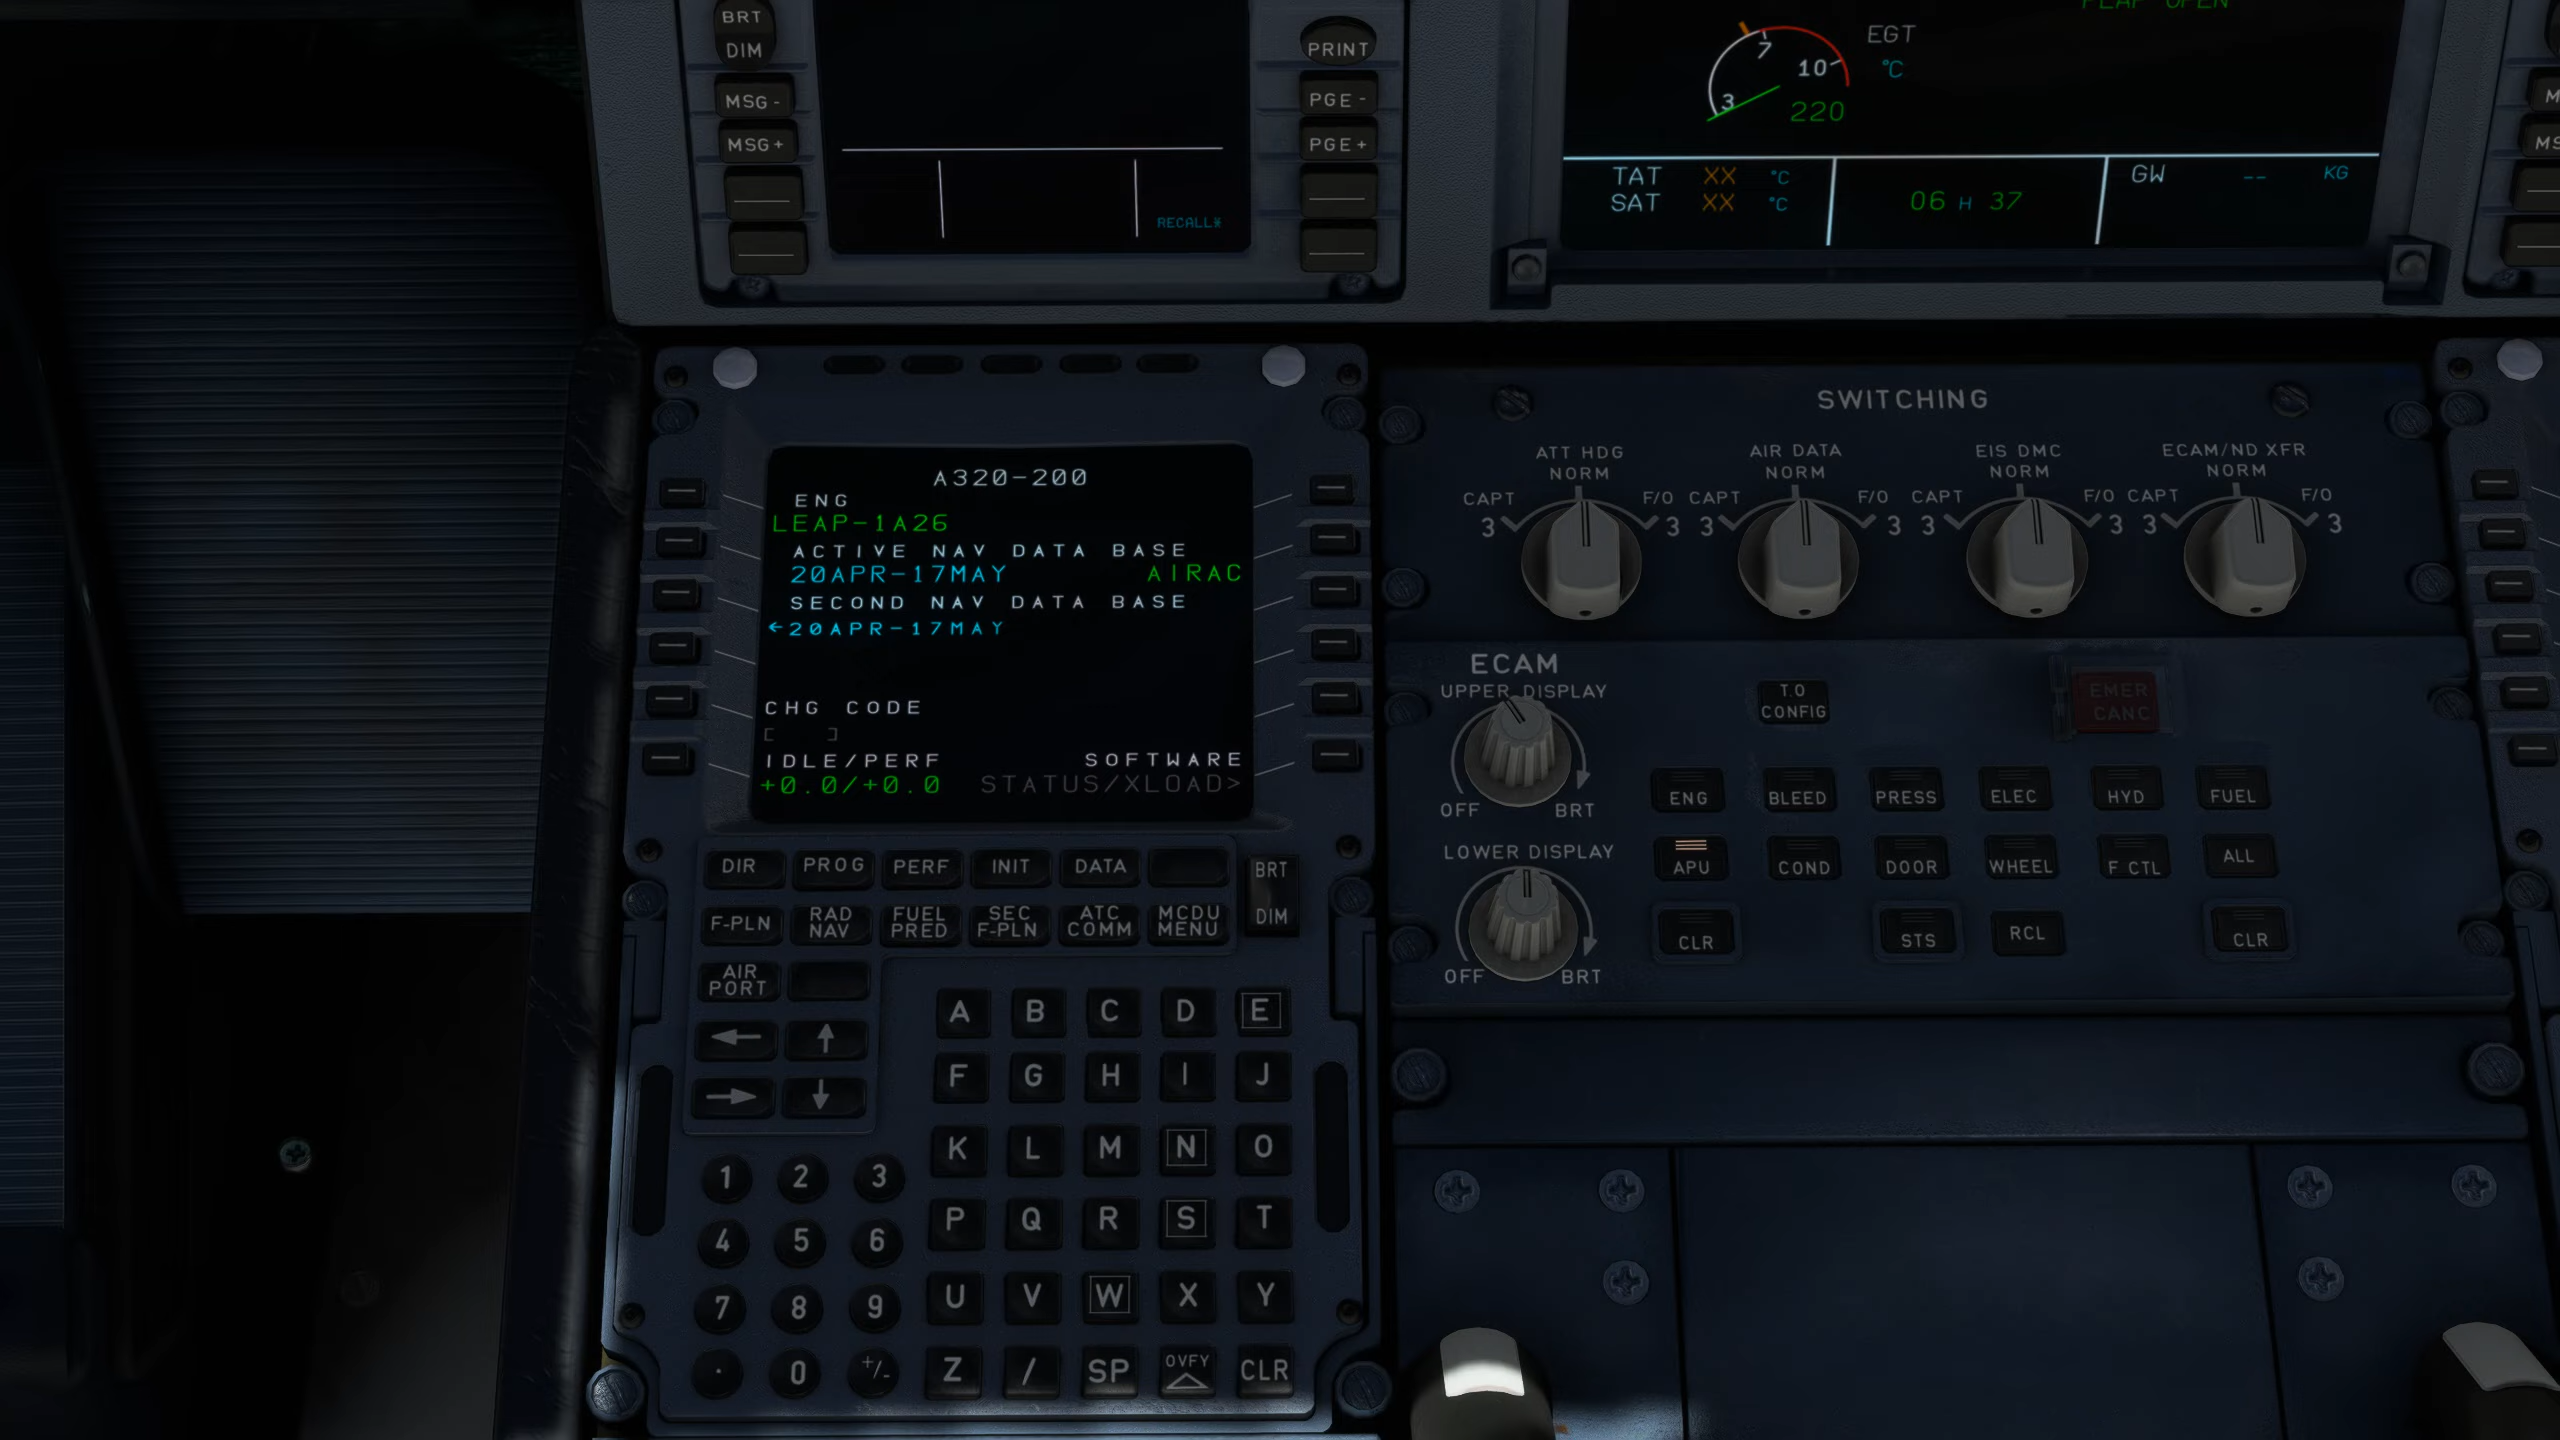 BRT
DIM
MSG -
MSG +
PRINT
PGE -
PGE +
RECALL*
FLAP OPEN
7
10
3
EGT
°C
220
TAT XX °C
SAT XX °C
06 H 37
GW -- KG
A320-200
ENG
LEAP-1A26
ACTIVE NAV DATA BASE
20APR-17MAY AIRAC
SECOND NAV DATA BASE
←20APR-17MAY
CHG CODE
[ ]
IDLE/PERF SOFTWARE
+0.0/+0.0 STATUS/XLOAD>
DIR PROG PERF INIT DATA
BRT
DIM
F-PLN RAD NAV FUEL PRED SEC F-PLN ATC COMM MCDU MENU
AIR PORT
← ↑
→ ↓
A B C D E
F G H I J
K L M N O
P Q R S T
U V W X Y
Z / SP OVFY △ CLR
1 2 3
4 5 6
7 8 9
. 0 +/-
SWITCHING
ATT HDG
NORM
CAPT F/O
3 3
AIR DATA
NORM
CAPT F/O
3 3
EIS DMC
NORM
CAPT F/O
3 3
ECAM/ND XFR
NORM
CAPT F/O
3 3
ECAM
UPPER DISPLAY
OFF BRT
LOWER DISPLAY
OFF BRT
T.O
CONFIG
EMER
CANC
ENG BLEED PRESS ELEC HYD FUEL
APU COND DOOR WHEEL F CTL ALL
CLR STS RCL CLR